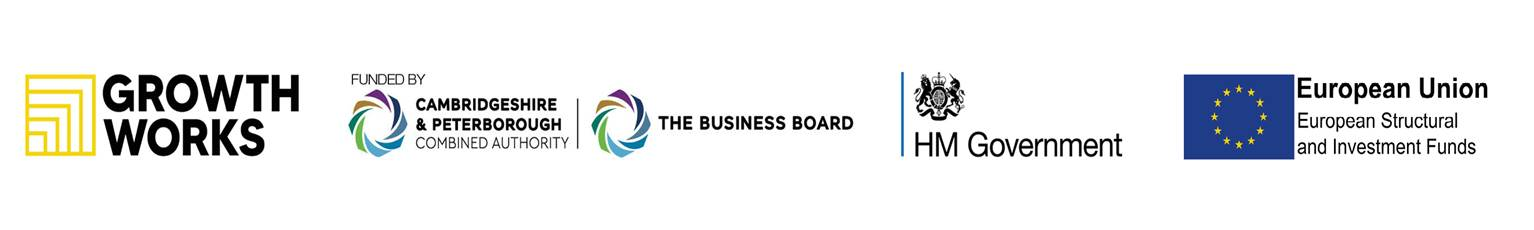 GROWTH
WORKS
FUNDED BY
CAMBRIDGESHIRE
& PETERBOROUGH
COMBINED AUTHORITY
THE BUSINESS BOARD
HM Government
European Union
European Structural
and Investment Funds